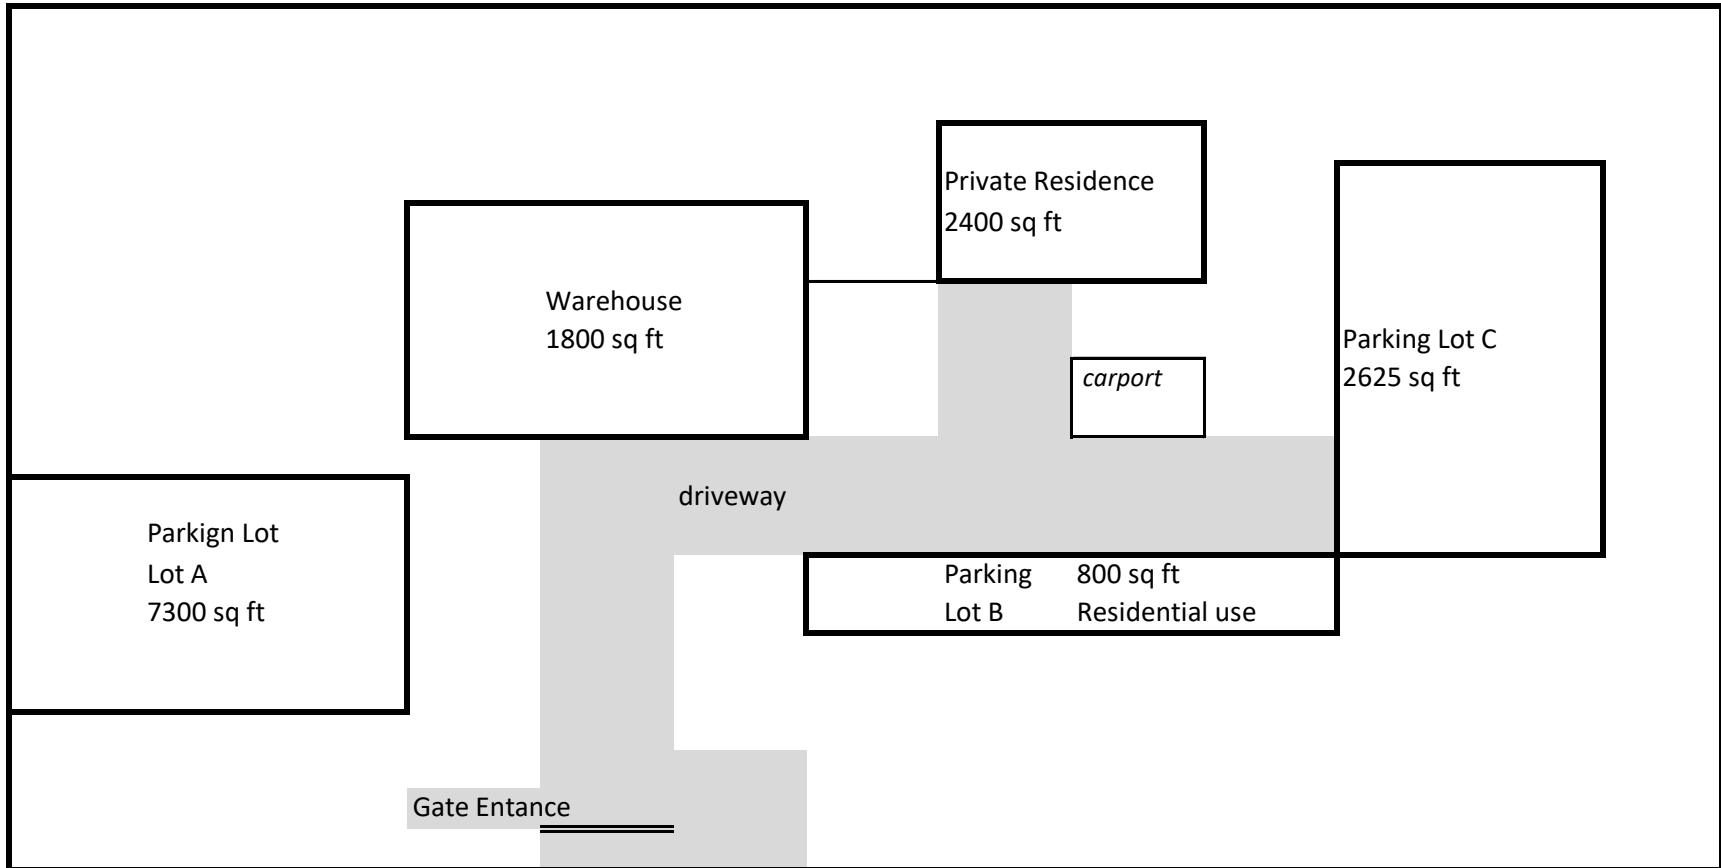 Private Residence
2400 sq ft
Warehouse
1800 sq ft
Parking Lot C
2625 sq ft
carport
driveway
Parkign Lot
Lot A
7300 sq ft
Parking 800 sq ft
Lot B Residential use
Gate Entance